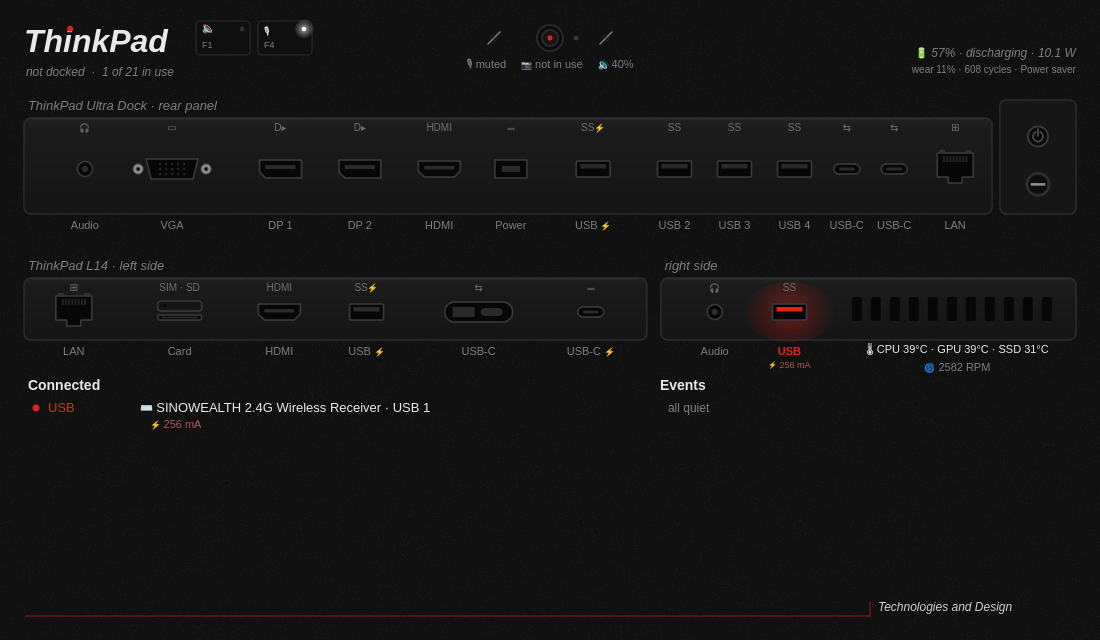 ThinkPad
F1
F4
muted
not in use
40%
57% · discharging · 10.1 W
wear 11% · 608 cycles · Power saver
not docked · 1 of 21 in use
ThinkPad Ultra Dock · rear panel
D▸
D▸
HDMI
SS⚡
SS
SS
SS
Audio
VGA
DP 1
DP 2
HDMI
Power
USB ⚡
USB 2
USB 3
USB 4
USB-C
USB-C
LAN
ThinkPad L14 · left side
right side
SIM · SD
HDMI
SS⚡
SS
LAN
Card
HDMI
USB ⚡
USB-C
USB-C ⚡
Audio
USB
⚡ 256 mA
CPU 39°C · GPU 39°C · SSD 31°C
2582 RPM
Connected
USB
SINOWEALTH 2.4G Wireless Receiver · USB 1
⚡ 256 mA
Events
all quiet
Technologies and Design